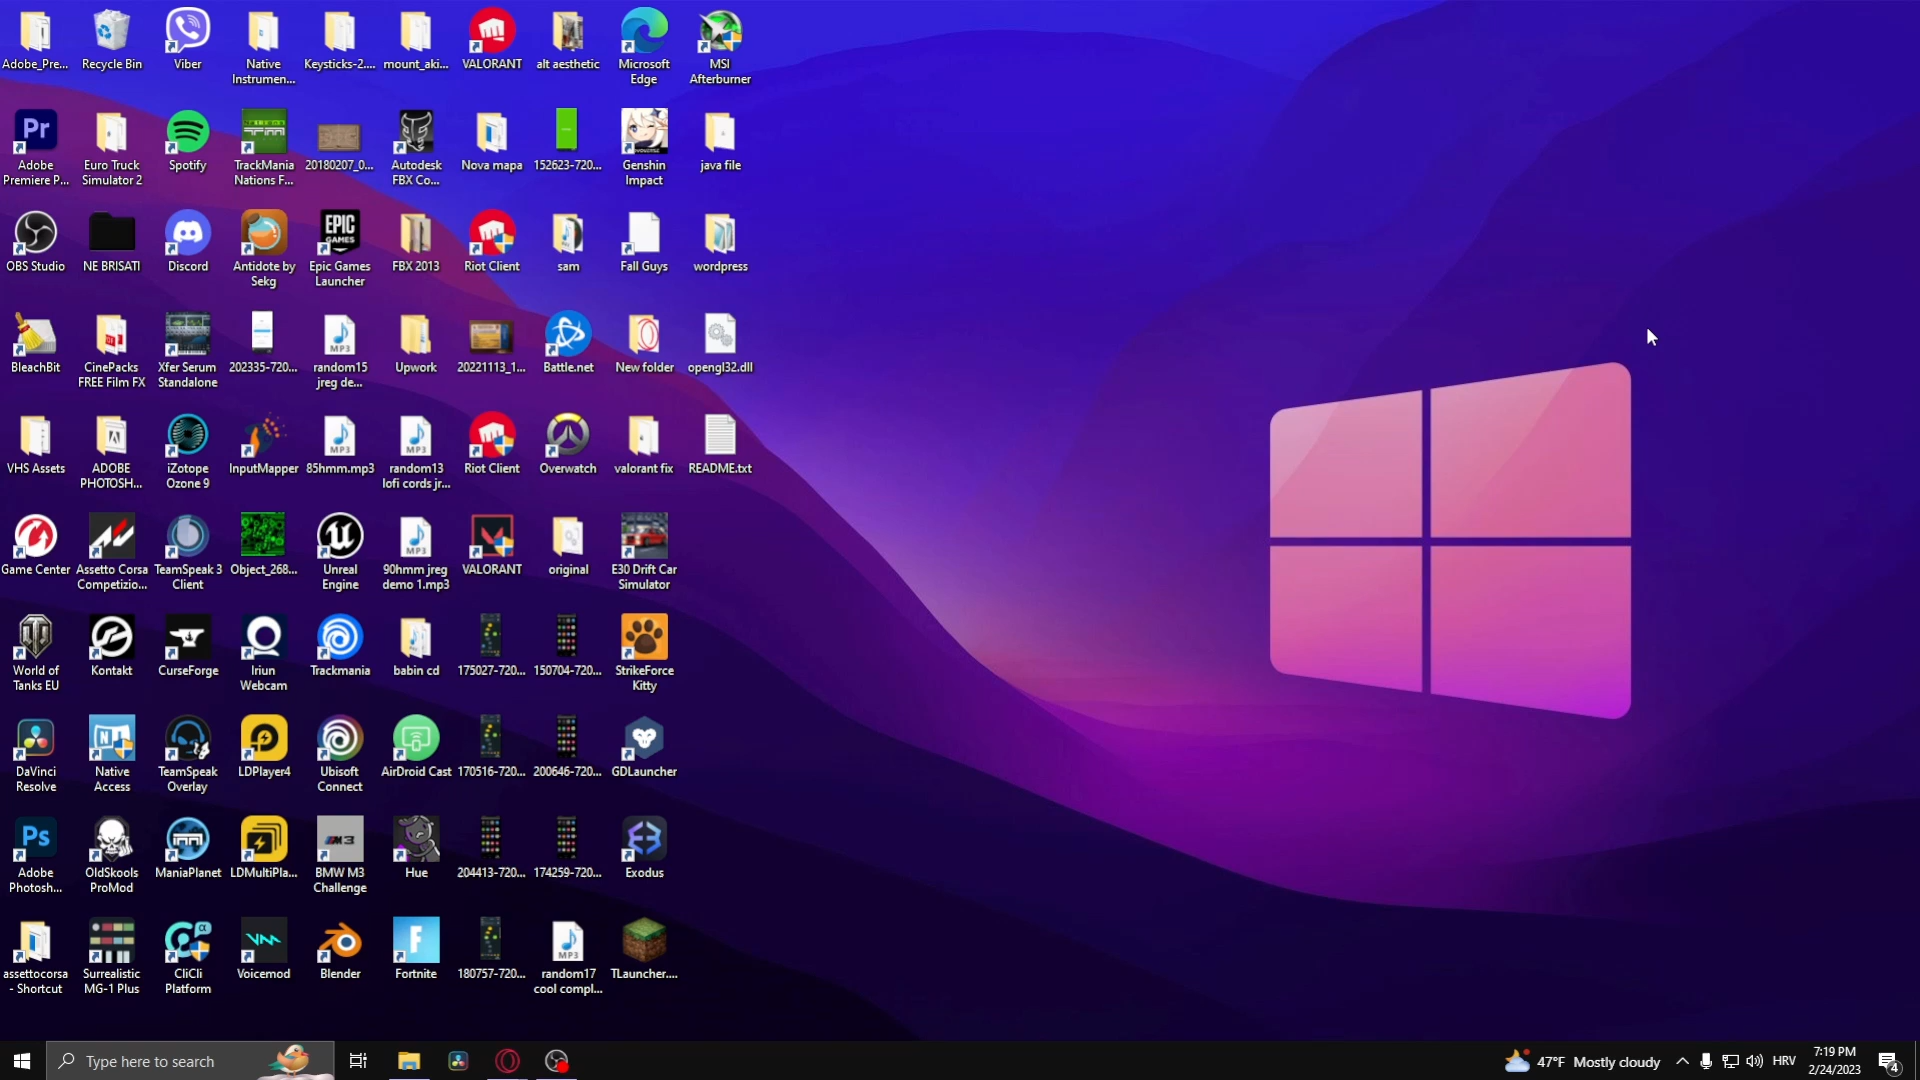 Adobe_Pre...
Recycle Bin
Viber
Native
Instrumen...
Keysticks-2....
mount_aki...
VALORANT
alt aesthetic
Microsoft
Edge
MSI
Afterburner
Pr
Adobe
Premiere P...
Euro Truck
Simulator 2
Spotify
TrackMania
Nations F...
20180207_0...
Autodesk
FBX Co...
Nova mapa
152623-720...
Genshin
Impact
java file
OBS Studio
NE BRISATI
Discord
Antidote by
Sekg
EPIC
GAMES
Epic Games
Launcher
FBX 2013
Riot Client
sam
Fall Guys
wordpress
BleachBit
CinePacks
FREE Film FX
Xfer Serum
Standalone
202335-720...
MP3
random15
jreg de...
Upwork
20221113_1...
Battle.net
New folder
opengl32.dll
VHS Assets
ADOBE
PHOTOSH...
iZotope
Ozone 9
InputMapper
MP3
85hmm.mp3
MP3
random13
lofi cords jr...
Riot Client
Overwatch
valorant fix
README.txt
Game Center
Assetto Corsa
Competizio...
TeamSpeak 3
Client
Object_268...
Unreal
Engine
MP3
90hmm jreg
demo 1.mp3
VALORANT
original
E30 Drift Car
Simulator
World of
Tanks EU
Kontakt
CurseForge
Iriun
Webcam
Trackmania
babin cd
175027-720...
150704-720...
StrikeForce
Kitty
DaVinci
Resolve
Native
Access
TeamSpeak
Overlay
LDPlayer4
Ubisoft
Connect
AirDroid Cast
170516-720...
200646-720...
GDLauncher
Ps
Adobe
Photosh...
OldSkools
ProMod
ManiaPlanet
LDMultiPla...
BMW M3
Challenge
Hue
204413-720...
174259-720...
Exodus
assettocorsa
- Shortcut
Surrealistic
MG-1 Plus
CliCli
Platform
Voicemod
Blender
Fortnite
180757-720...
MP3
random17
cool compl...
TLauncher....
Type here to search
47°F Mostly cloudy
HRV
7:19 PM
2/24/2023
4